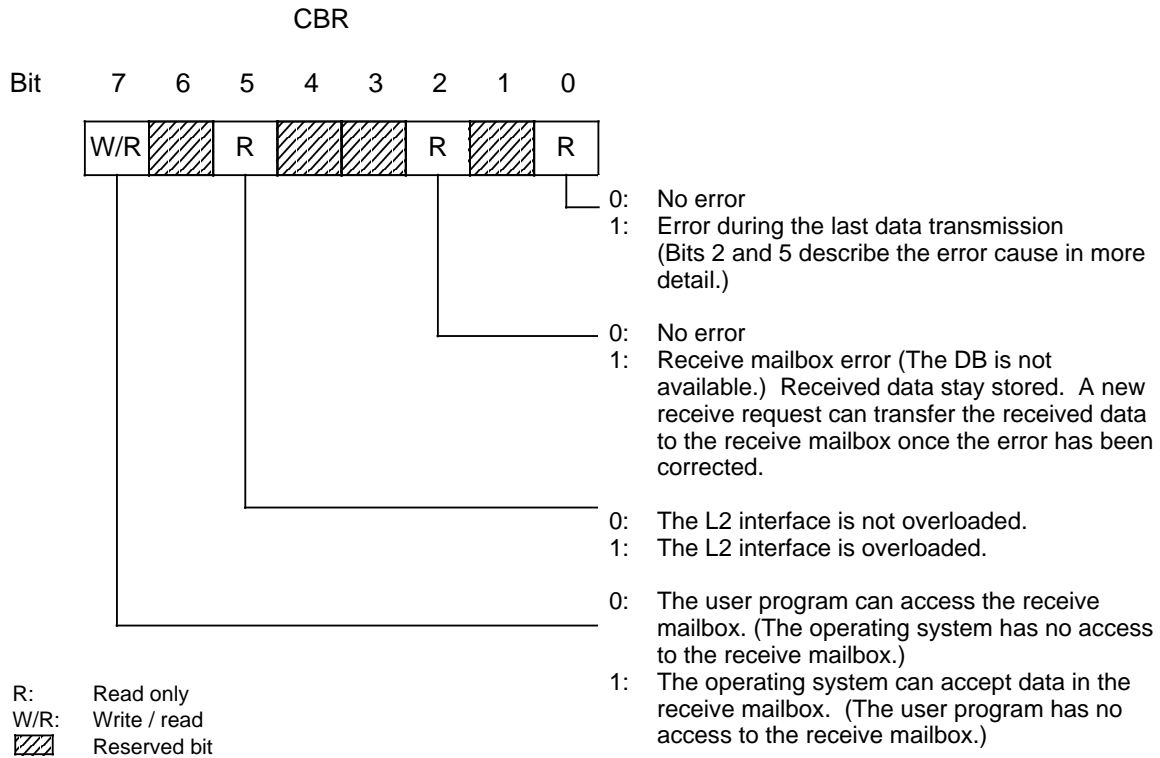 CBR
Bit 7 6 5 4 3 2 1 0
W/R R R R
0: No error
1: Error during the last data transmission
(Bits 2 and 5 describe the error cause in more
detail.)
0: No error
1: Receive mailbox error (The DB is not
available.) Received data stay stored. A new
receive request can transfer the received data
to the receive mailbox once the error has been
corrected.
0: The L2 interface is not overloaded.
1: The L2 interface is overloaded.
0: The user program can access the receive
mailbox. (The operating system has no access
to the receive mailbox.)
1: The operating system can accept data in the
receive mailbox. (The user program has no
access to the receive mailbox.)
R: Read only
W/R: Write / read
Reserved bit